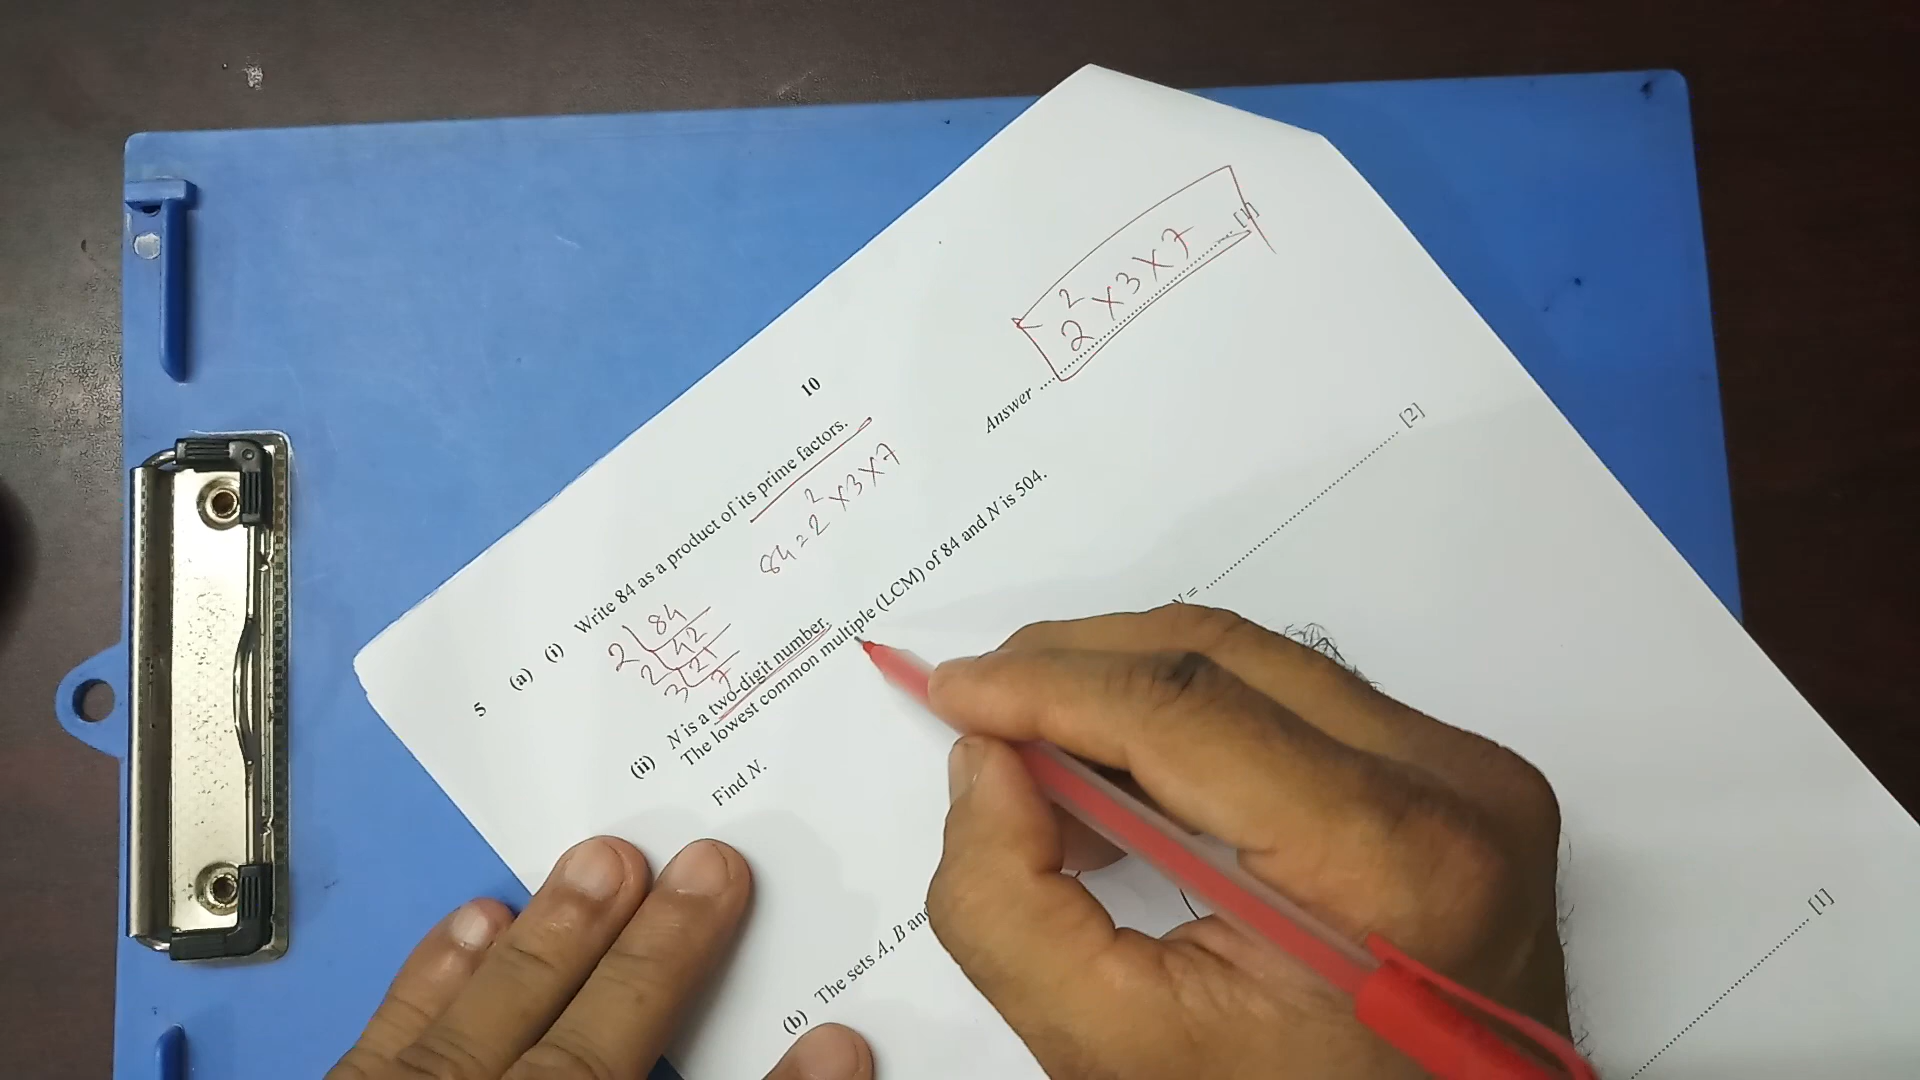 10
5 (a) (i) Write 84 as a product of its prime factors.
2 84
2 42
3 21
7
84 = 2² × 3 × 7
Answer 2² × 3 × 7 [1]
(ii) N is a two-digit number.
The lowest common multiple (LCM) of 84 and N is 504.
Find N.
= [2]
(b) The sets A, B and
[1]